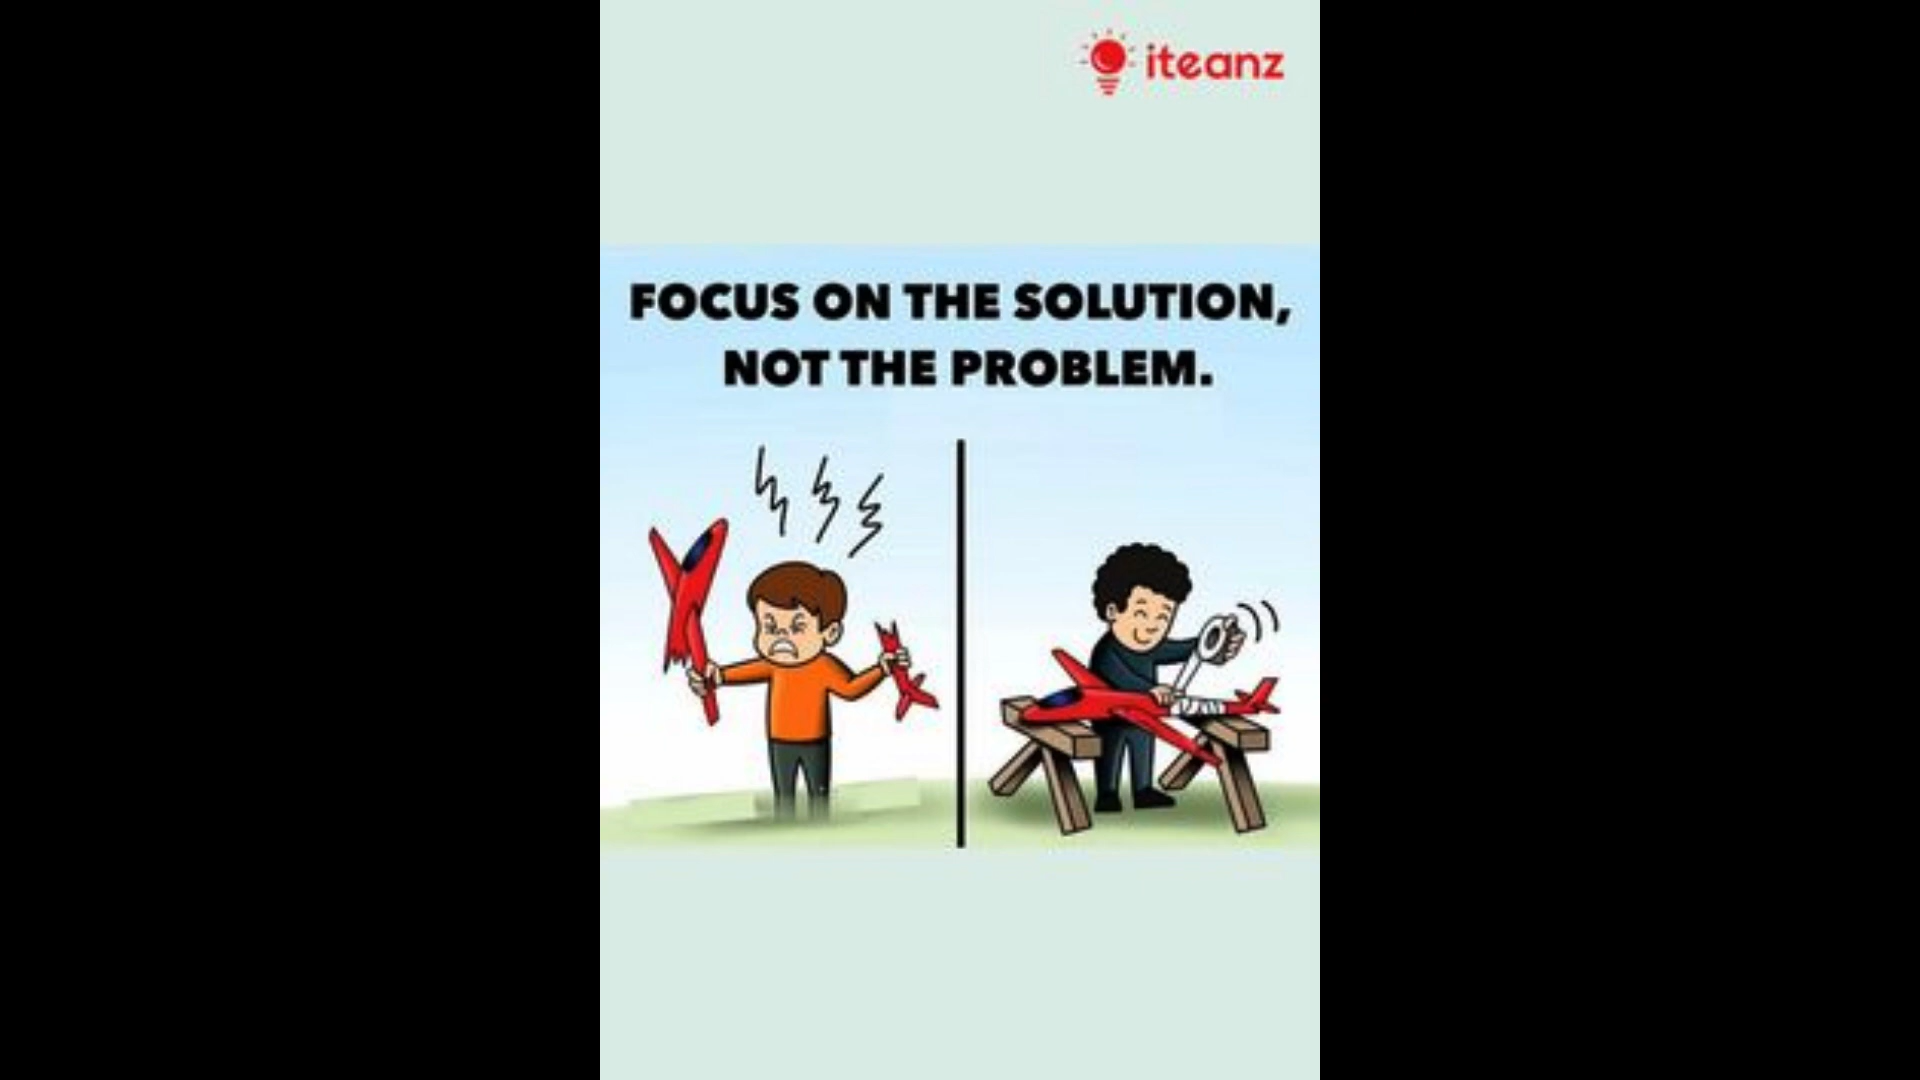 iteanz
FOCUS ON THE SOLUTION,
NOT THE PROBLEM.